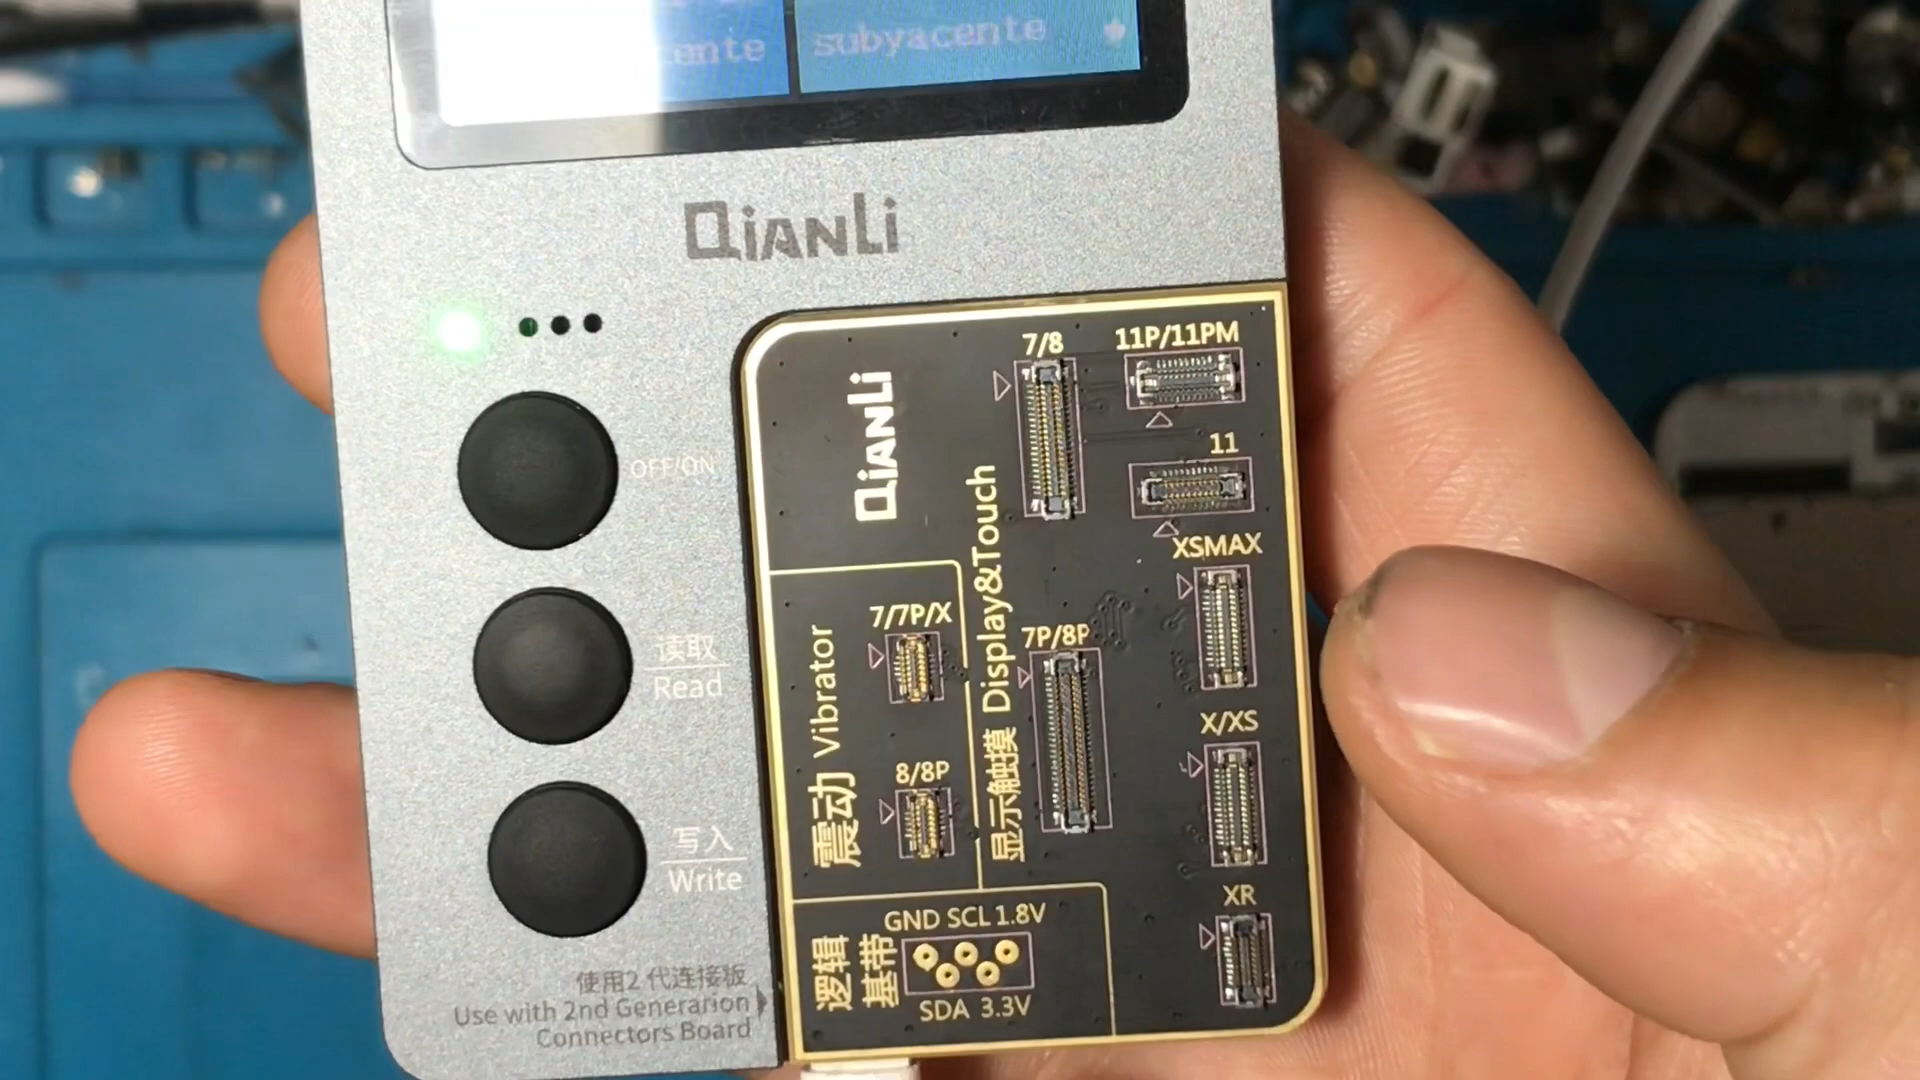 ente
subyacente
QIANLI
OFF/ON
读取
Read
写入
Write
使用2代连接板
Use with 2nd Generarion
Connectors Board
QIANLI
7/8
11P/11PM
11
XSMAX
显示触摸 Display&Touch
7P/8P
X/XS
XR
震动 Vibrator
7/7P/X
8/8P
逻辑
基带
GND SCL 1.8V
SDA 3.3V